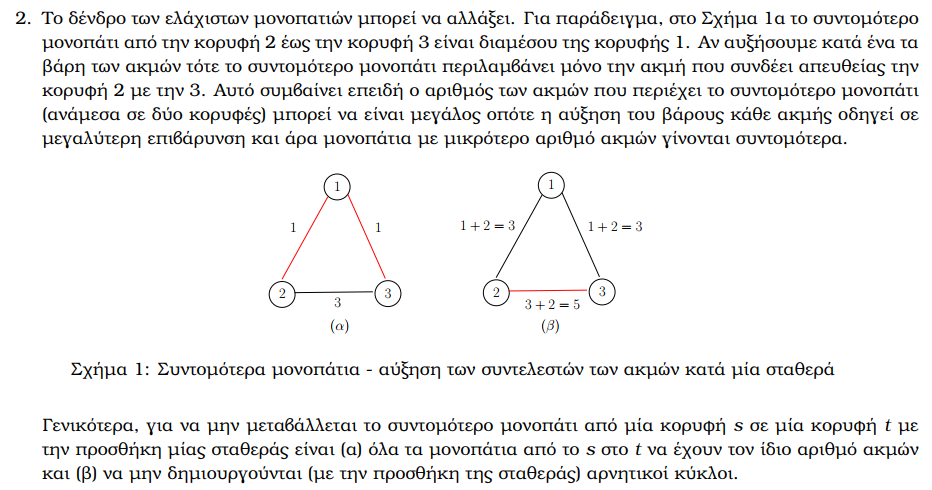 2. Το δένδρο των ελάχιστων μονοπατιών μπορεί να αλλάξει. Για παράδειγμα, στο Σχήμα 1α το συντομότερο
μονοπάτι από την κορυφή 2 έως την κορυφή 3 είναι διαμέσου της κορυφής 1. Αν αυξήσουμε κατά ένα τα
βάρη των ακμών τότε το συντομότερο μονοπάτι περιλαμβάνει μόνο την ακμή που συνδέει απευθείας την
κορυφή 2 με την 3. Αυτό συμβαίνει επειδή ο αριθμός των ακμών που περιέχει το συντομότερο μονοπάτι
(ανάμεσα σε δύο κορυφές) μπορεί να είναι μεγάλος οπότε η αύξηση του βάρους κάθε ακμής οδηγεί σε
μεγαλύτερη επιβάρυνση και άρα μονοπάτια με μικρότερο αριθμό ακμών γίνονται συντομότερα.
1
1
1
2
3
3
(α)
1
1 + 2 = 3
1 + 2 = 3
2
3
3 + 2 = 5
(β)
Σχήμα 1: Συντομότερα μονοπάτια - αύξηση των συντελεστών των ακμών κατά μία σταθερά
Γενικότερα, για να μην μεταβάλλεται το συντομότερο μονοπάτι από μία κορυφή s σε μία κορυφή t με
την προσθήκη μίας σταθεράς είναι (α) όλα τα μονοπάτια από το s στο t να έχουν τον ίδιο αριθμό ακμών
και (β) να μην δημιουργούνται (με την προσθήκη της σταθεράς) αρνητικοί κύκλοι.